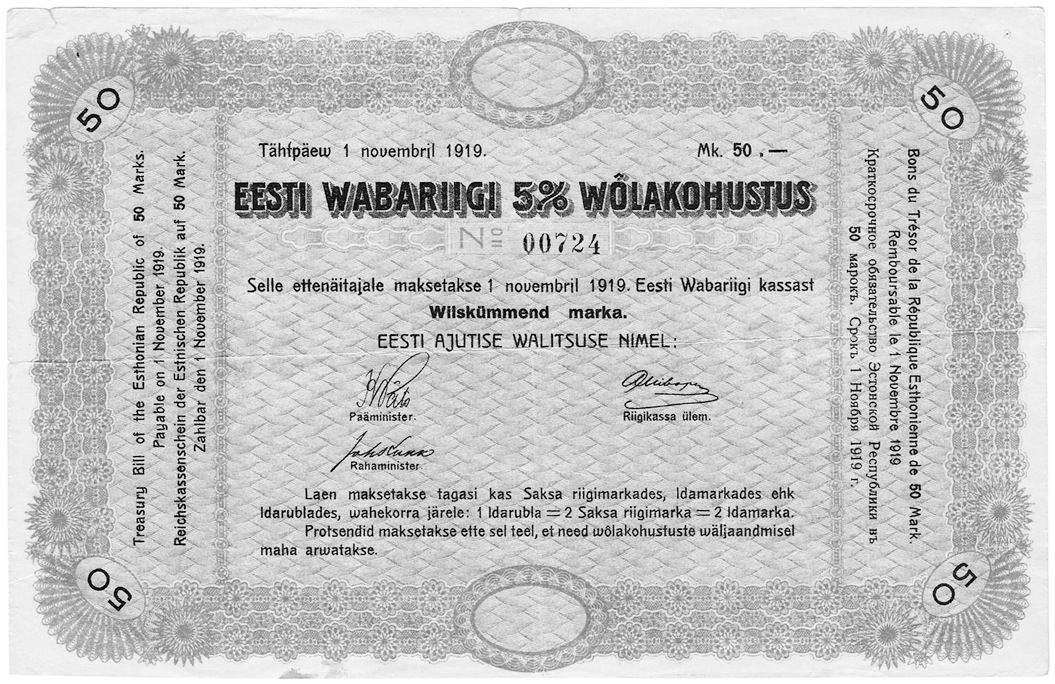 50
50
Tähtpäew 1 novembril 1919.
Mk. 50.—
EESTI WABARIIGI 5% WÕLAKOHUSTUS
No 00724
Selle ettenäitajale maksetakse 1 novembril 1919. Eesti Wabariigi kassast
Wiiskümmend marka.
EESTI AJUTISE WALITSUSE NIMEL:
Pääminister.
Riigikassa ülem.
Rahaminister.
Laen maksetakse tagasi kas Saksa riigimarkades, Idamarkades ehk
Idarublades, wahekorra järele: 1 Idarubla = 2 Saksa riigimarka = 2 Idamarka.
Protsendid maksetakse ette sel teel, et need wõlakohustuste wäljaandmisel
maha arwatakse.
Treasury Bill of the Esthonian Republic of 50 Marks.
Payable on 1 November 1919.
Reichskassenschein der Estnischen Republik auf 50 Mark.
Zahlbar den 1 November 1919.
Bons du Trésor de la République Esthonienne de 50 Mark.
Remboursable le 1 Novembre 1919
Краткосрочное обязательство Эстонской Республики въ
50 марокъ. Срокъ 1 Ноября 1919 г.
50
50